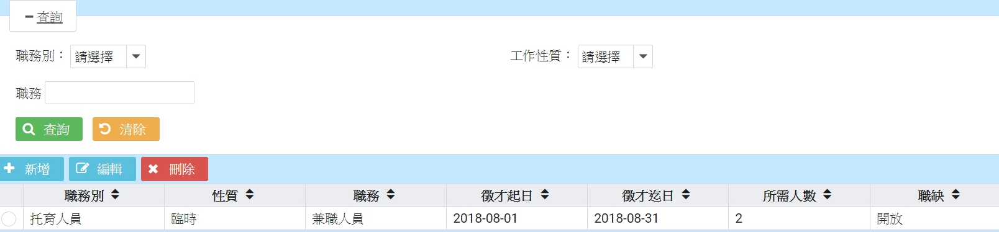 查詢
職務別： 請選擇 工作性質： 請選擇
職務
查詢 清除
新增 編輯 刪除
職務別 性質 職務 徵才起日 徵才迄日 所需人數 職缺
托育人員 臨時 兼職人員 2018-08-01 2018-08-31 2 開放